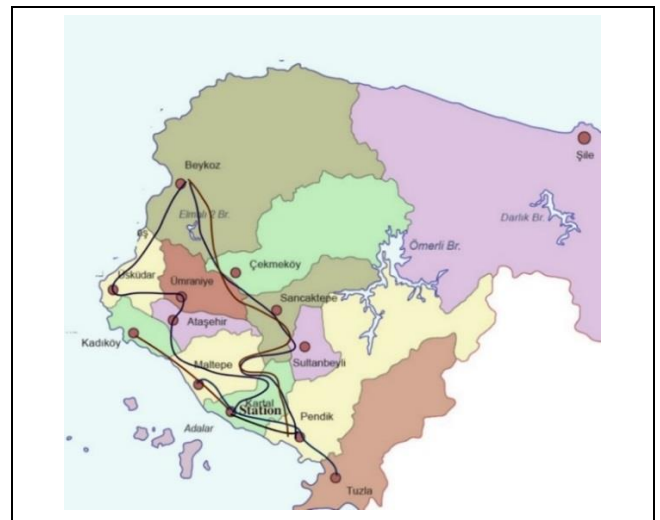 Beykoz
Şile
Elmalı 2 Br.
Darlık Br.
Ömerli Br.
Çekmeköy
Üsküdar
Ümraniye
Sancaktepe
Ataşehir
Kadıköy
Maltepe
Sultanbeyli
Kartal
Station
Pendik
Adalar
Tuzla